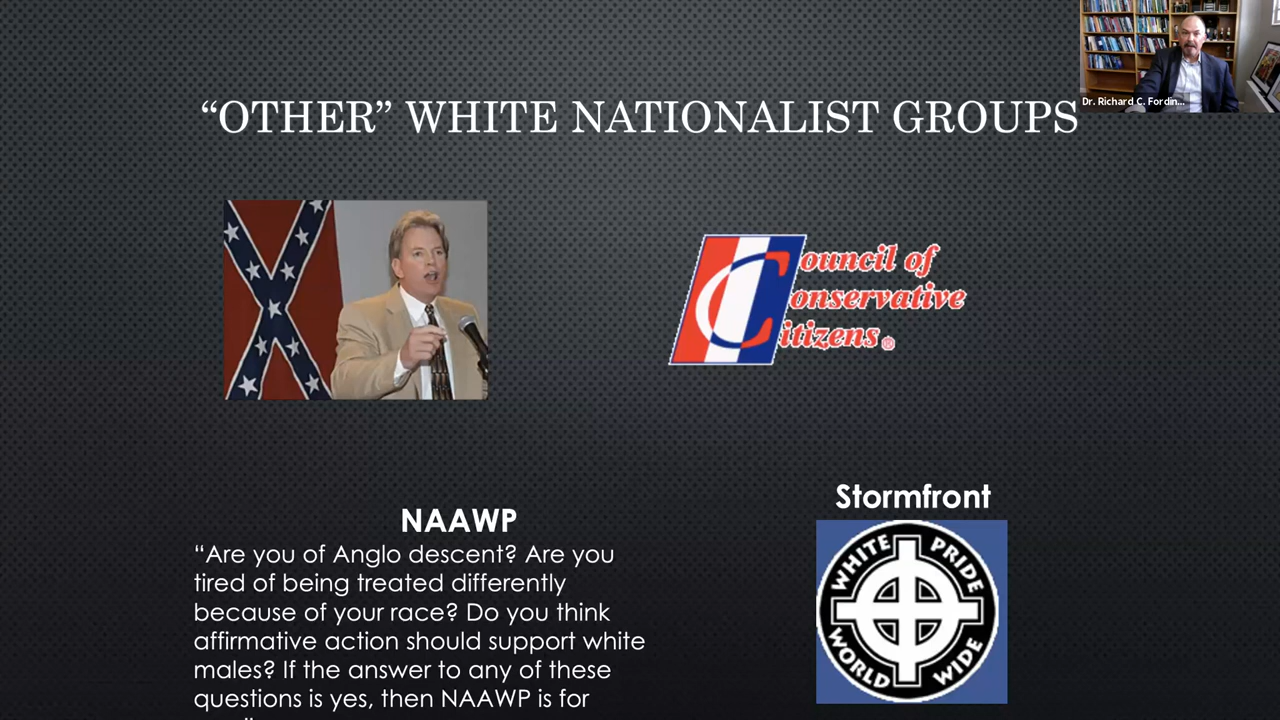 Dr. Richard C. Fordin...
“OTHER” WHITE NATIONALIST GROUPS
Council of
Conservative
Citizens
NAAWP
“Are you of Anglo descent? Are you
tired of being treated differently
because of your race? Do you think
affirmative action should support white
males? If the answer to any of these
questions is yes, then NAAWP is for
Stormfront
WHITE PRIDE
WORLD WIDE